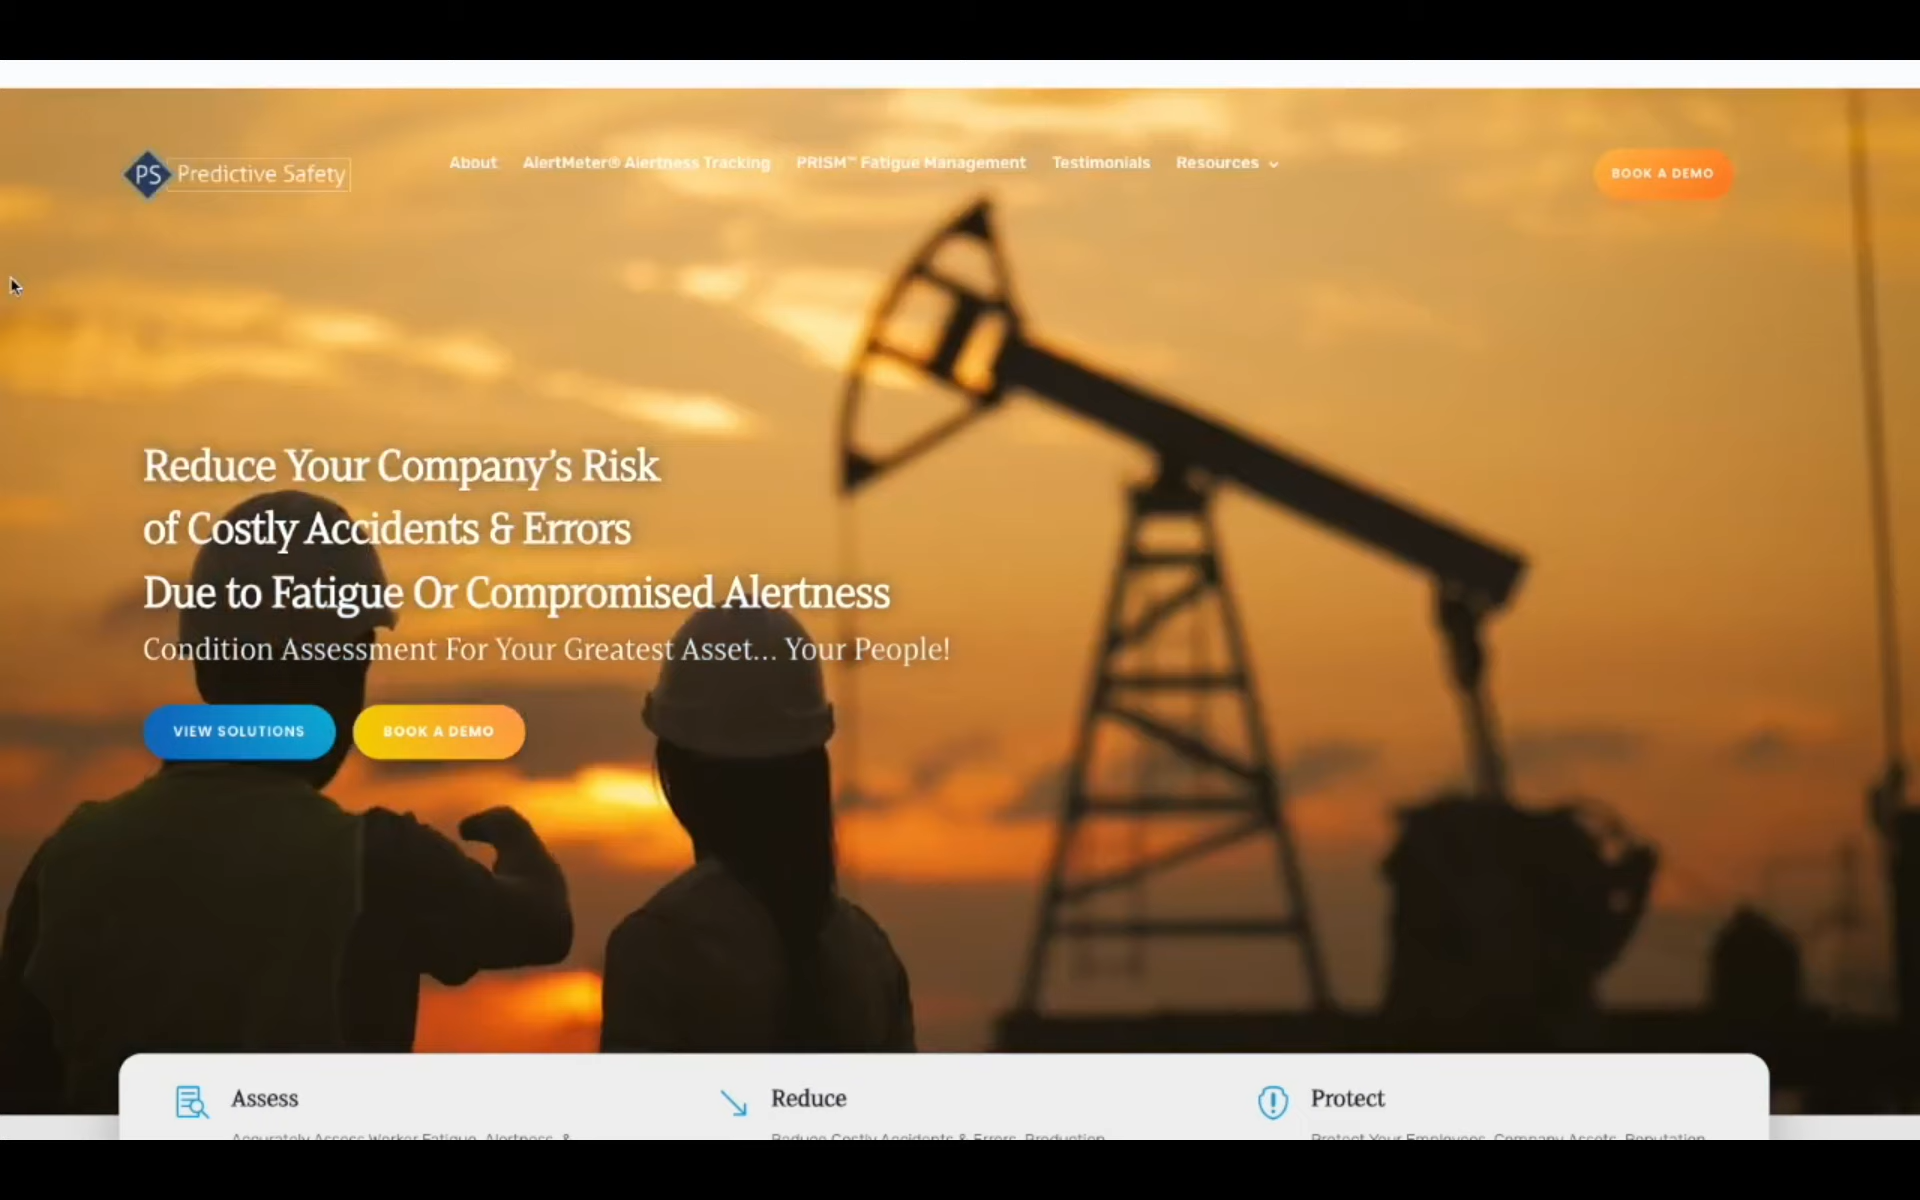 PS Predictive Safety
About AlertMeter® Alertness Tracking PRISM™ Fatigue Management Testimonials Resources
BOOK A DEMO
Reduce Your Company's Risk
of Costly Accidents & Errors
Due to Fatigue Or Compromised Alertness
Condition Assessment For Your Greatest Asset... Your People!
VIEW SOLUTIONS BOOK A DEMO
Assess Reduce Protect
Accurately Assess Worker Fatigue, Alertness, & Reduce Costly Accidents & Errors, Production Protect Your Employees, Company Assets, Reputation